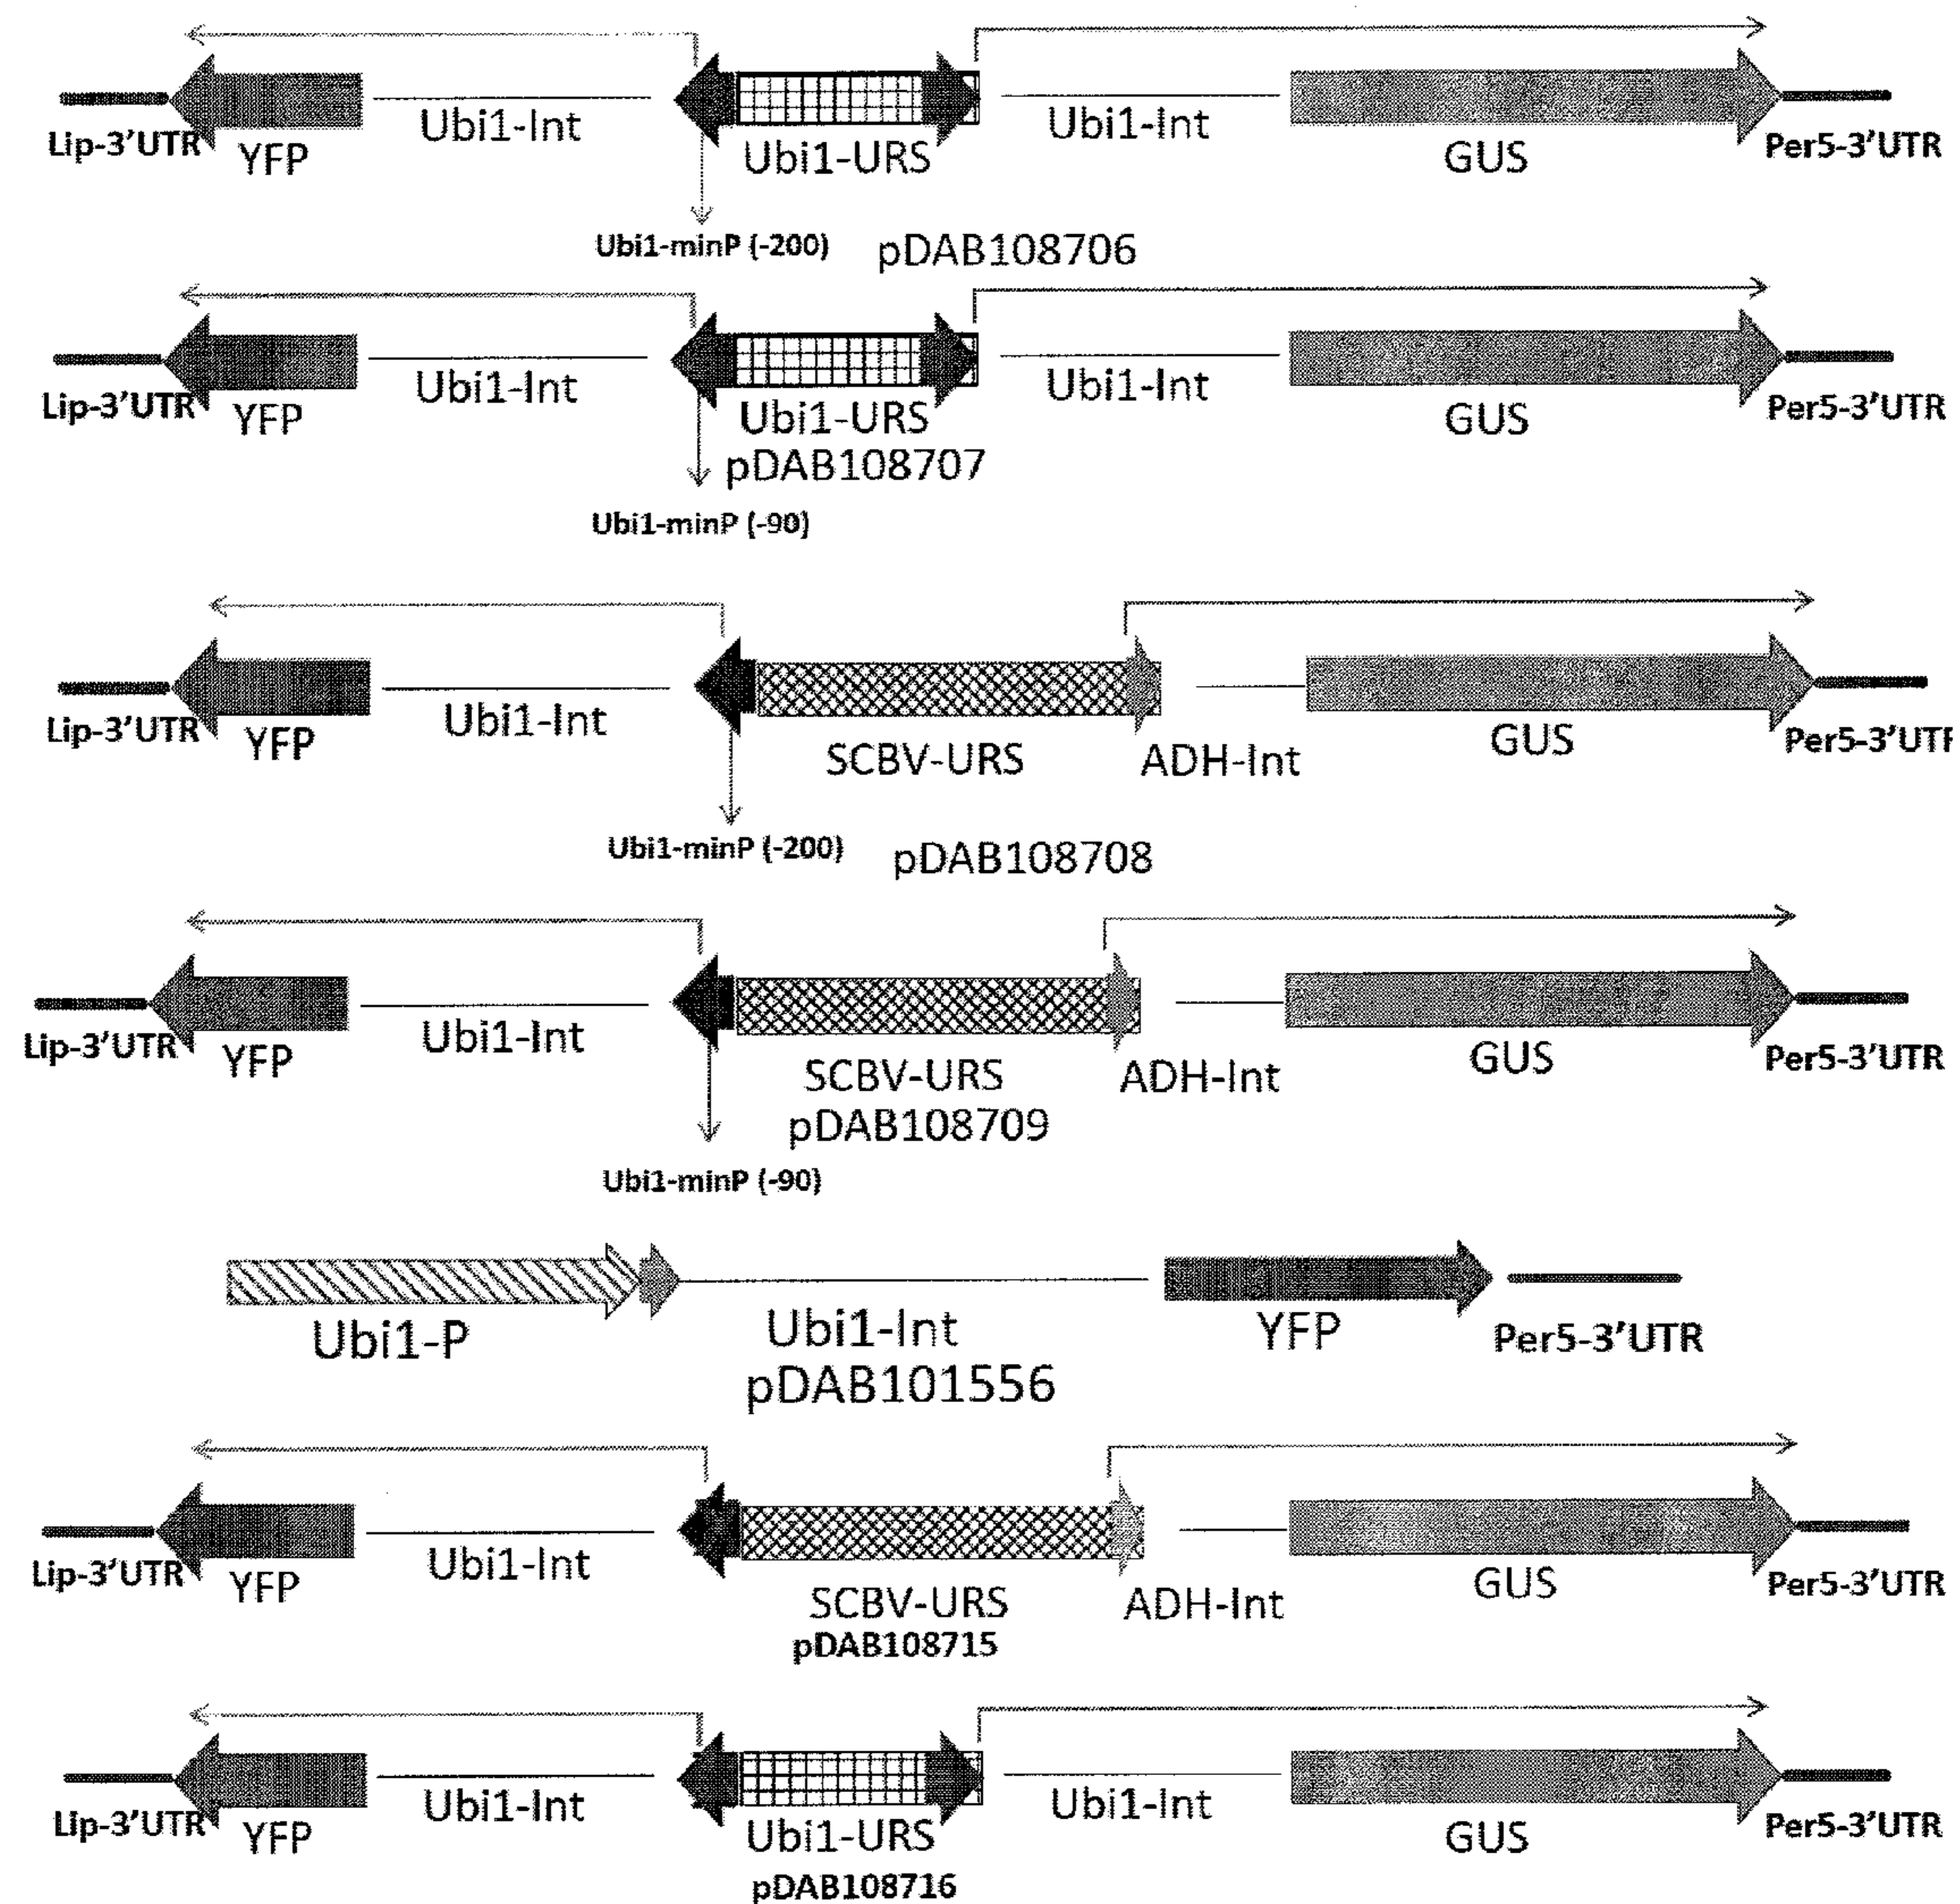 Lip-3'UTR YFP Ubi1-Int Ubi1-URS Ubi1-Int GUS Per5-3'UTR
Ubi1-minP (-200) pDAB108706
Lip-3'UTR YFP Ubi1-Int Ubi1-URS Ubi1-Int GUS Per5-3'UTR
pDAB108707
Ubi1-minP (-90)
Lip-3'UTR YFP Ubi1-Int SCBV-URS ADH-Int GUS Per5-3'UTF
Ubi1-minP (-200) pDAB108708
Lip-3'UTR YFP Ubi1-Int SCBV-URS ADH-Int GUS Per5-3'UTR
pDAB108709
Ubi1-minP (-90)
Ubi1-P Ubi1-Int YFP Per5-3'UTR
pDAB101556
Lip-3'UTR YFP Ubi1-Int SCBV-URS ADH-Int GUS Per5-3'UTR
pDAB108715
Lip-3'UTR YFP Ubi1-Int Ubi1-URS Ubi1-Int GUS Per5-3'UTR
pDAB108716